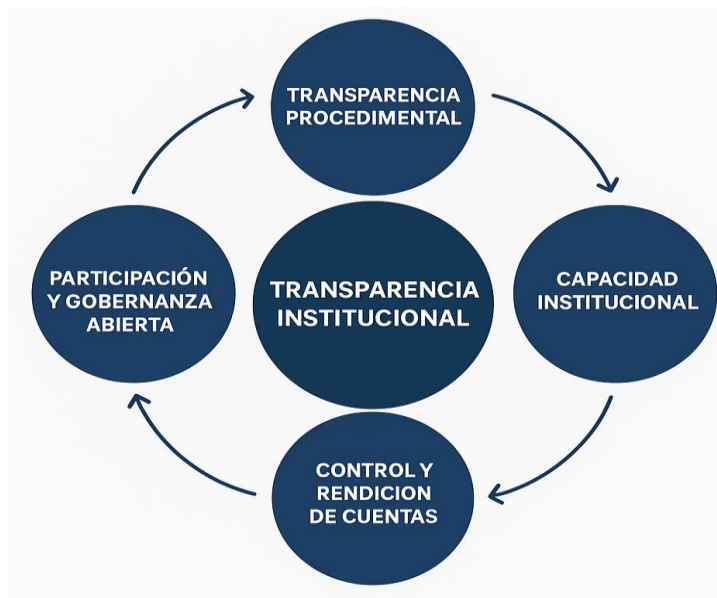 TRANSPARENCIA
PROCEDIMENTAL
PARTICIPACIÓN
Y GOBERNANZA
ABIERTA
TRANSPARENCIA
INSTITUCIONAL
CAPACIDAD
INSTITUCIONAL
CONTROL Y
RENDICION
DE CUENTAS